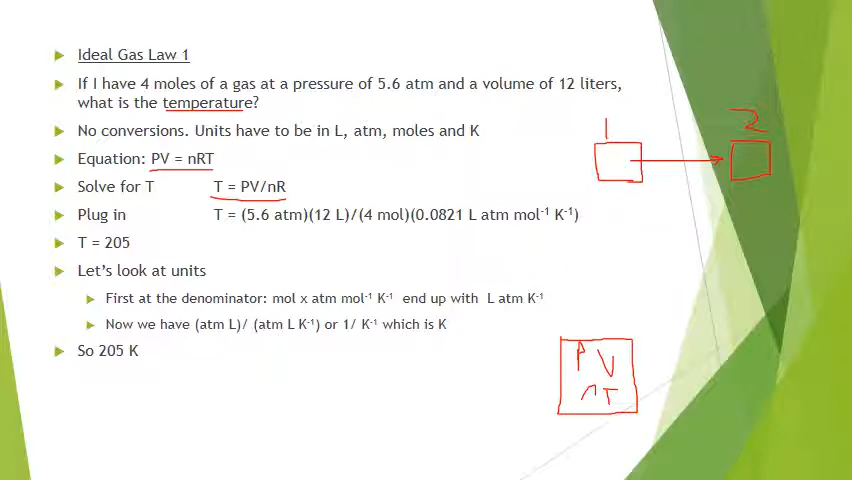 Ideal Gas Law 1
If I have 4 moles of a gas at a pressure of 5.6 atm and a volume of 12 liters,
what is the temperature?
No conversions. Units have to be in L, atm, moles and K
Equation: PV = nRT
Solve for T T = PV/nR
Plug in T = (5.6 atm)(12 L)/(4 mol)(0.0821 L atm mol⁻¹ K⁻¹)
T = 205
Let's look at units
First at the denominator: mol x atm mol⁻¹ K⁻¹ end up with L atm K⁻¹
Now we have (atm L)/ (atm L K⁻¹) or 1/ K⁻¹ which is K
So 205 K
1 2
P V
n T